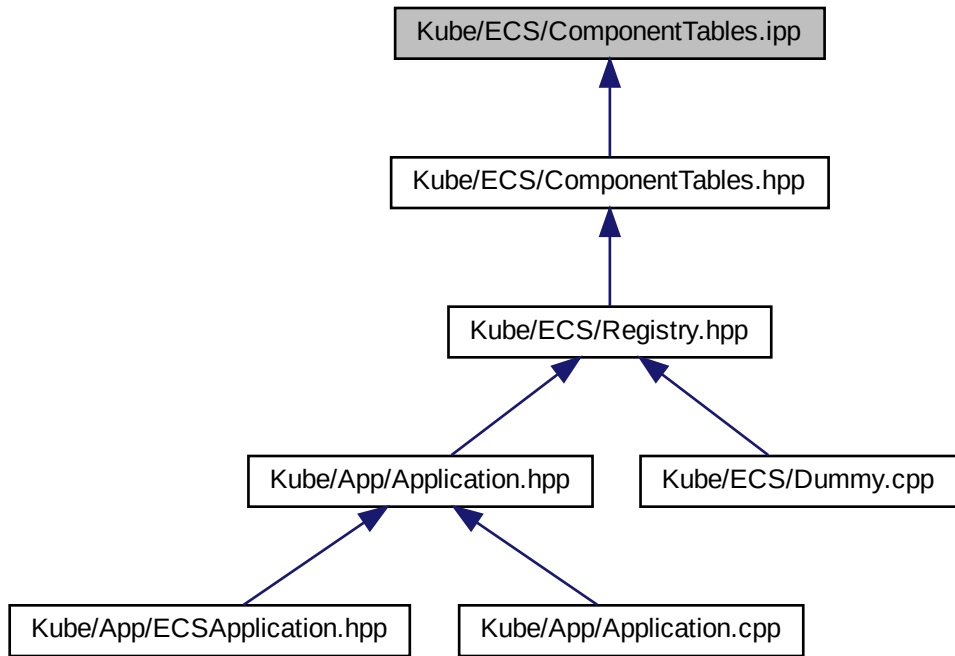 Kube/ECS/ComponentTables.ipp
Kube/ECS/ComponentTables.hpp
Kube/ECS/Registry.hpp
Kube/App/Application.hpp
Kube/ECS/Dummy.cpp
Kube/App/ECSApplication.hpp
Kube/App/Application.cpp